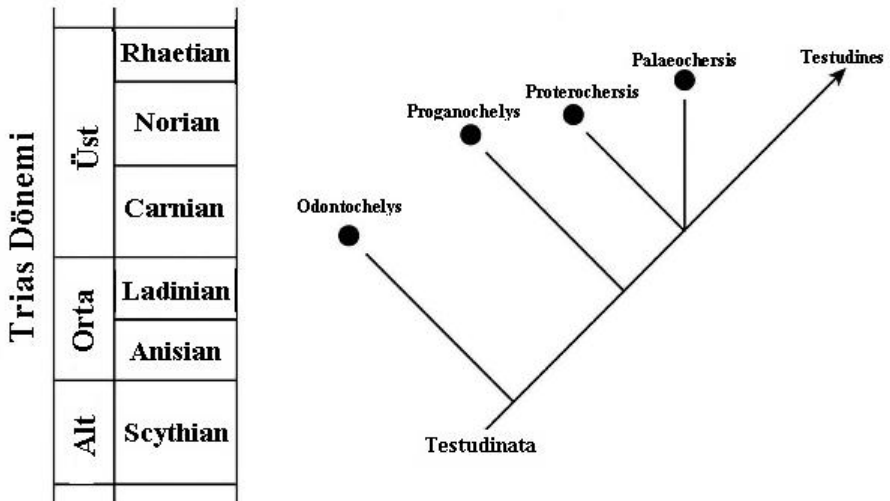 Trias Dönemi
Üst
Orta
Alt
Rhaetian
Norian
Carnian
Ladinian
Anisian
Scythian
Odontochelys
Proganochelys
Proterochersis
Palaeochersis
Testudines
Testudinata